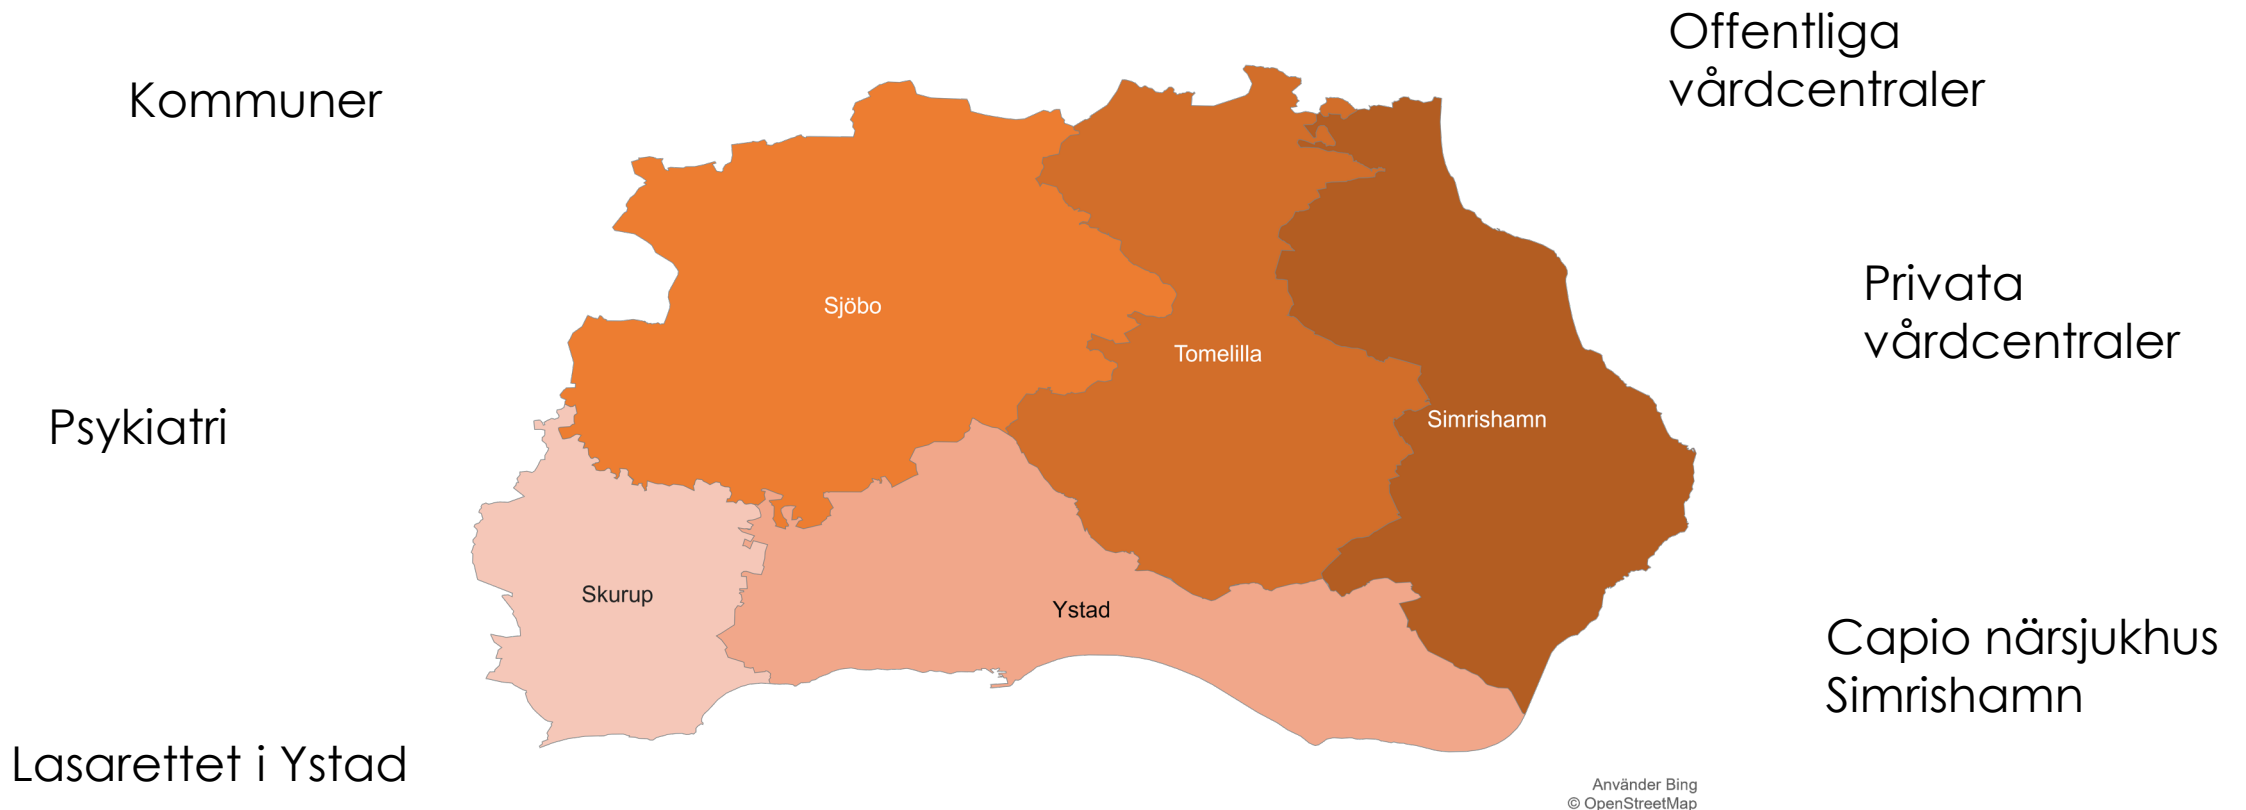 Offentliga
vårdcentraler
Kommuner
Privata
vårdcentraler
Sjöbo
Tomelilla
Simrishamn
Psykiatri
Skurup
Ystad
Capio närsjukhus
Simrishamn
Lasarettet i Ystad
Använder Bing
© OpenStreetMap